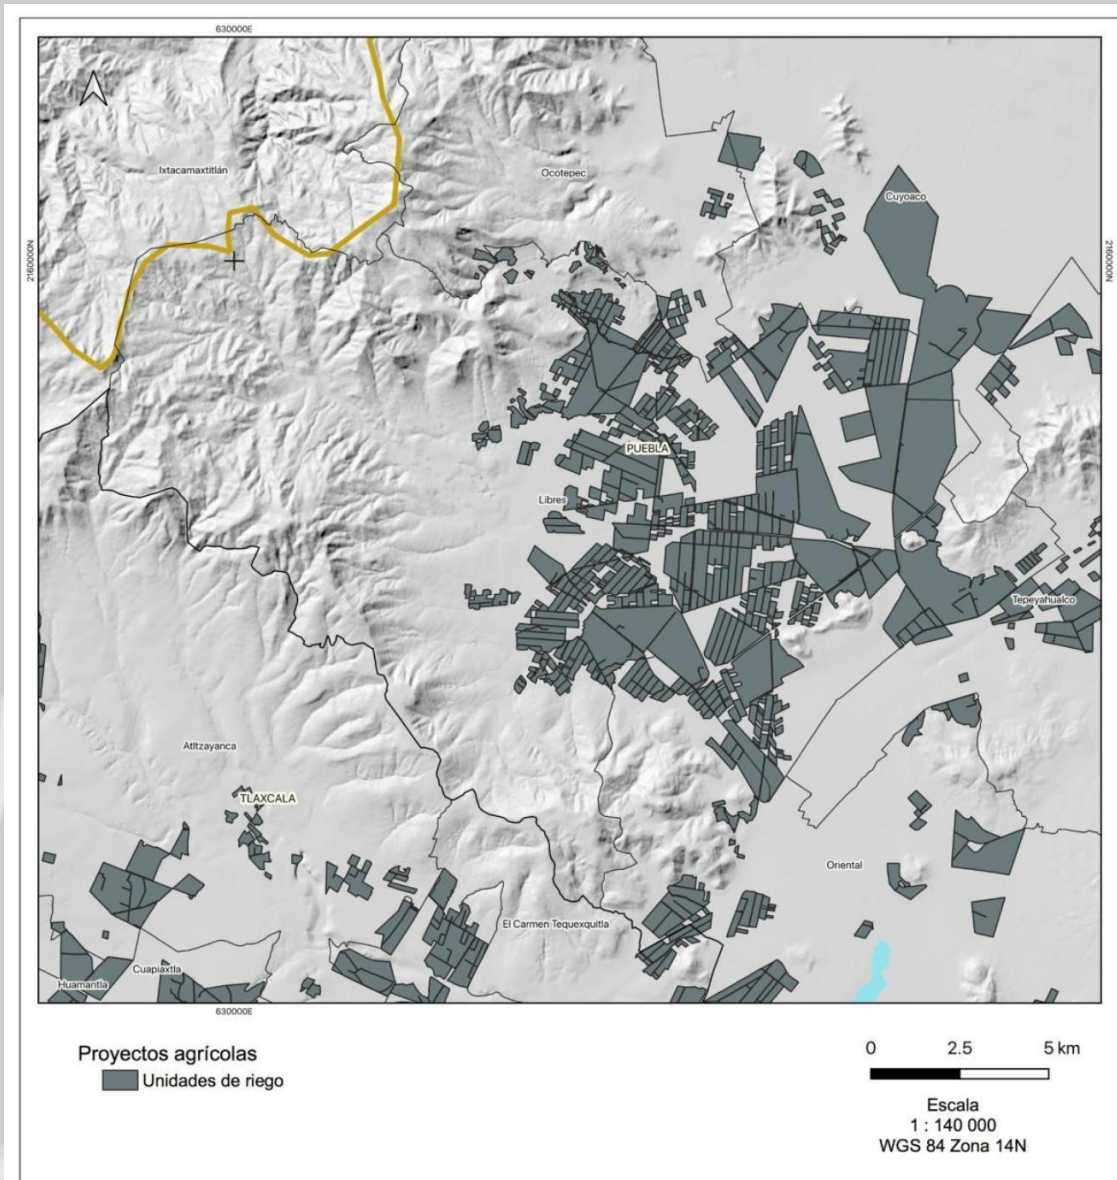 630000E
Ixtacamaxtitlán
Ocotepec
Cuyoaco
2160000N
2160000N
PUEBLA
Libres
Tepeyahualco
Atltzayanca
TLAXCALA
Oriental
El Carmen Tequexquitla
Cuapiaxtla
Huamantla
630000E
Proyectos agrícolas
Unidades de riego
0 2.5 5 km
Escala
1 : 140 000
WGS 84 Zona 14N